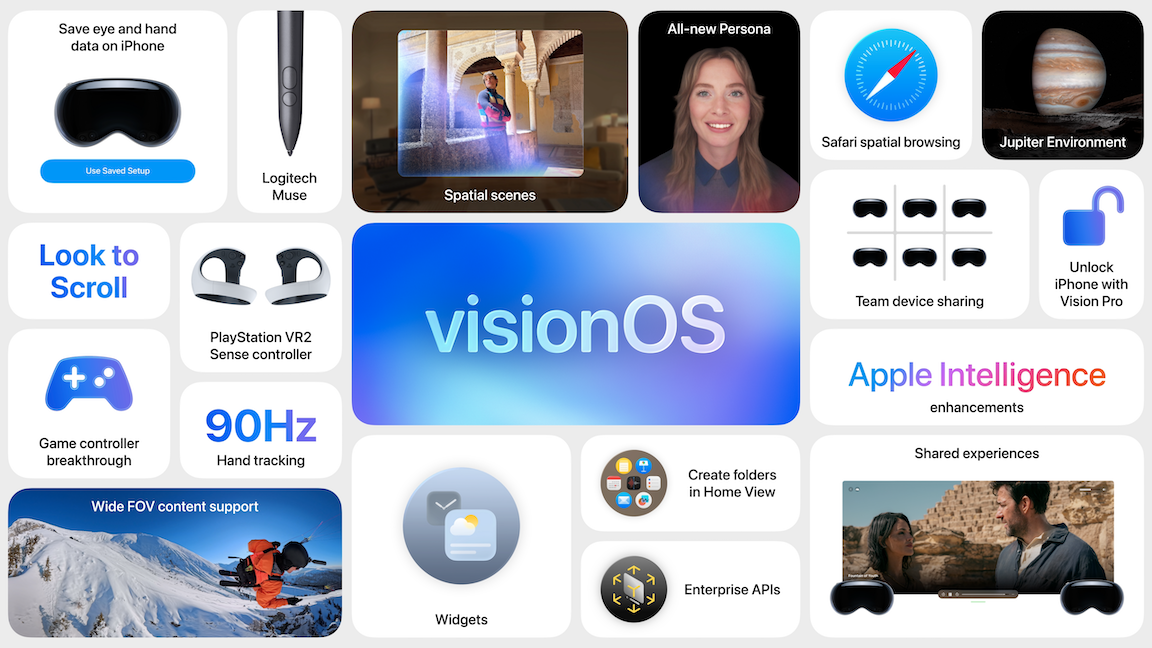 Save eye and hand
data on iPhone
Use Saved Setup
Logitech
Muse
Spatial scenes
All-new Persona
Safari spatial browsing
Jupiter Environment
Look to
Scroll
PlayStation VR2
Sense controller
visionOS
Team device sharing
Unlock
iPhone with
Vision Pro
Game controller
breakthrough
90Hz
Hand tracking
Apple Intelligence
enhancements
Wide FOV content support
Widgets
Create folders
in Home View
Enterprise APIs
Shared experiences
Fountain of Youth